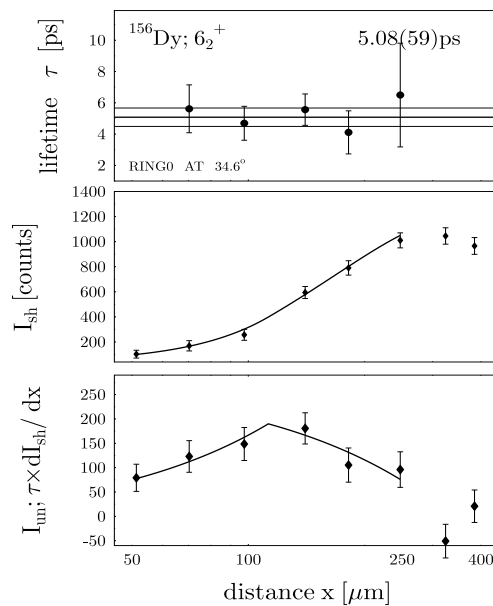 ¹⁵⁶Dy; 6₂⁺ 5.08(59)ps
lifetime τ [ps]
10
8
6
4
2
RING0 AT 34.6°
I_sh [counts]
1400
1200
1000
800
600
400
200
I_un; τ×dI_sh/ dx
250
200
150
100
50
0
-50
50 100 250 400
distance x [μm]